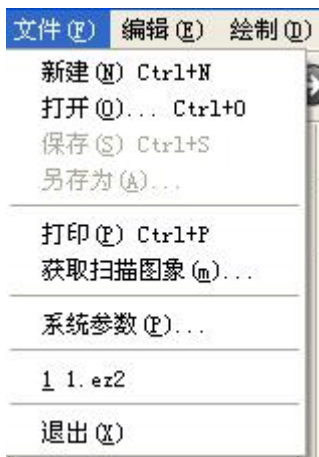 文件(F) 编辑(E) 绘制(D)
新建(N) Ctrl+N
打开(O)... Ctrl+O
保存(S) Ctrl+S
另存为(A)...
打印(P) Ctrl+P
获取扫描图象(m)...
系统参数(P)...
1 1.ez2
退出(X)